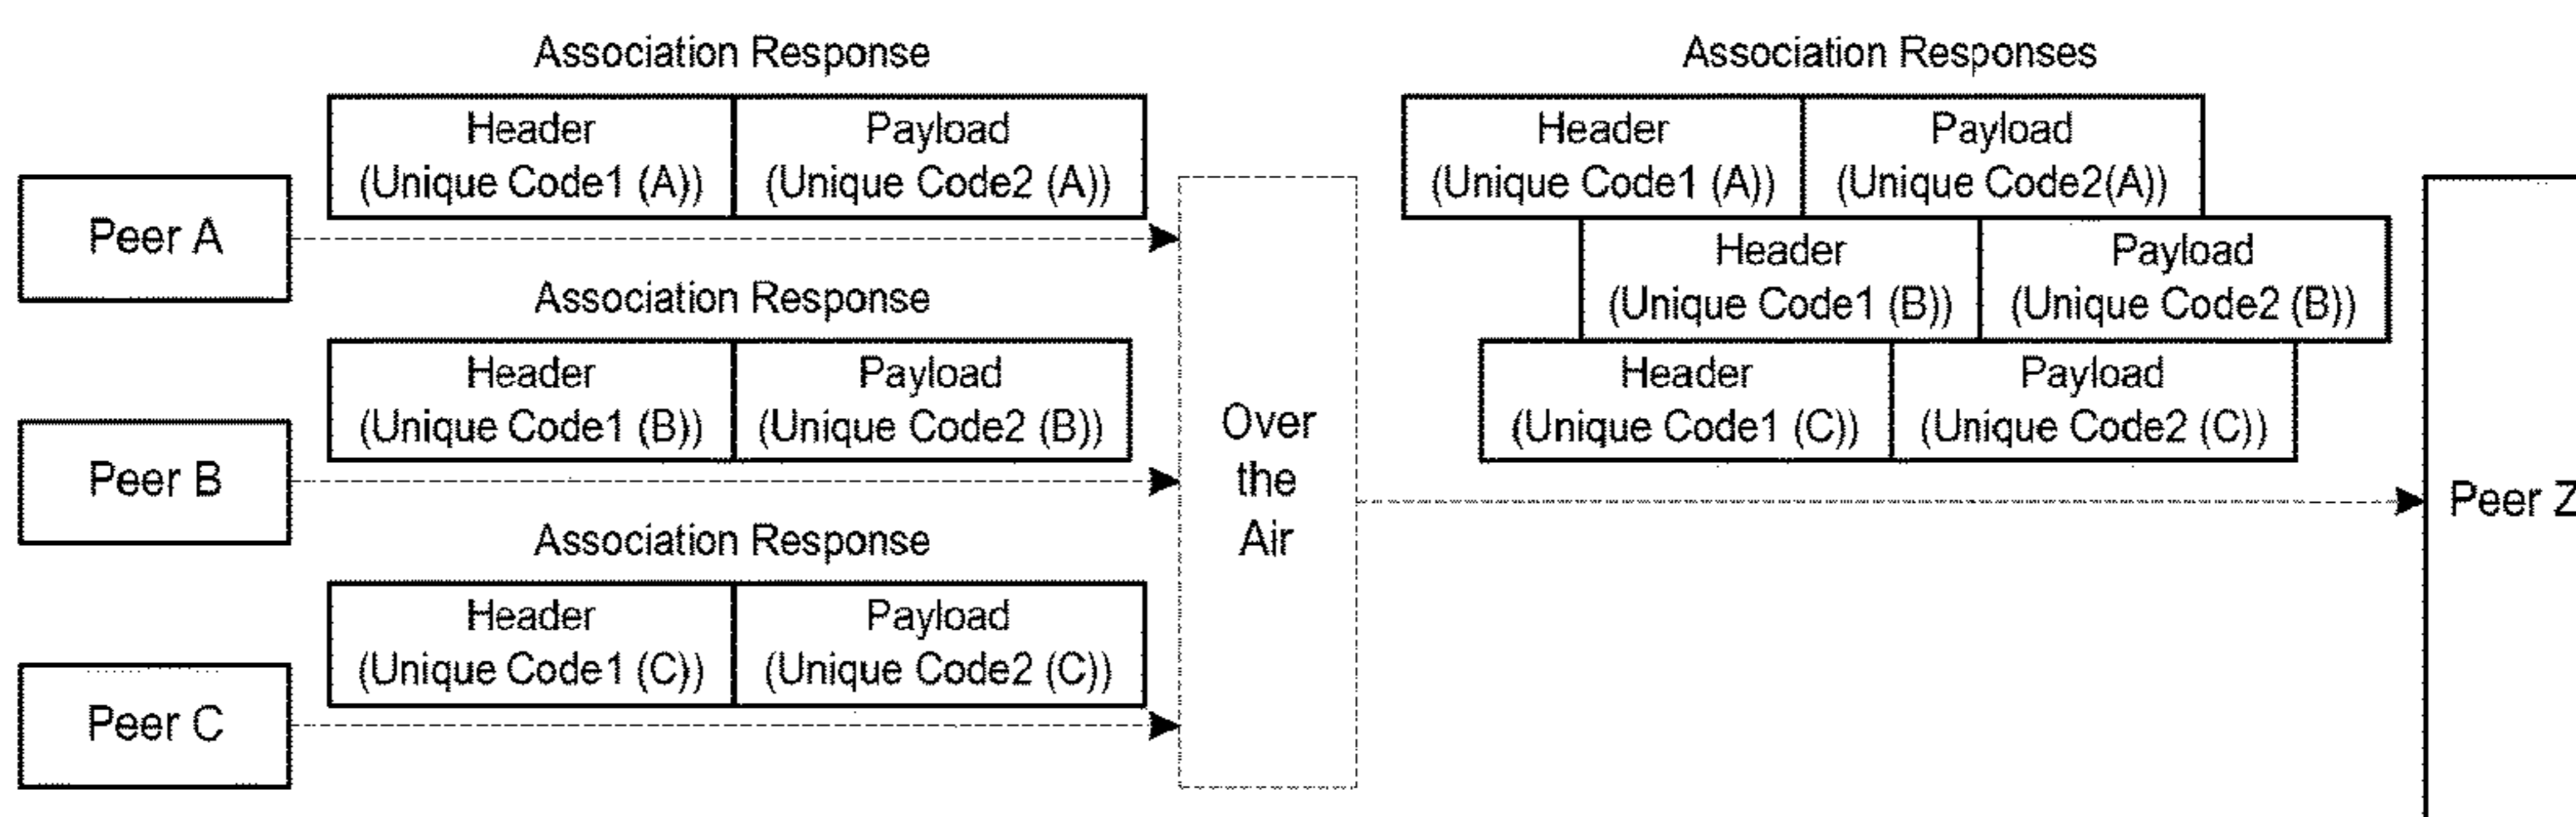 Association Response
Header
(Unique Code1 (A))
Payload
(Unique Code2 (A))
Peer A
Association Response
Header
(Unique Code1 (B))
Payload
(Unique Code2 (B))
Peer B
Association Response
Header
(Unique Code1 (C))
Payload
(Unique Code2 (C))
Peer C
Over
the
Air
Association Responses
Header
(Unique Code1 (A))
Payload
(Unique Code2(A))
Header
(Unique Code1 (B))
Payload
(Unique Code2 (B))
Header
(Unique Code1 (C))
Payload
(Unique Code2 (C))
Peer Z